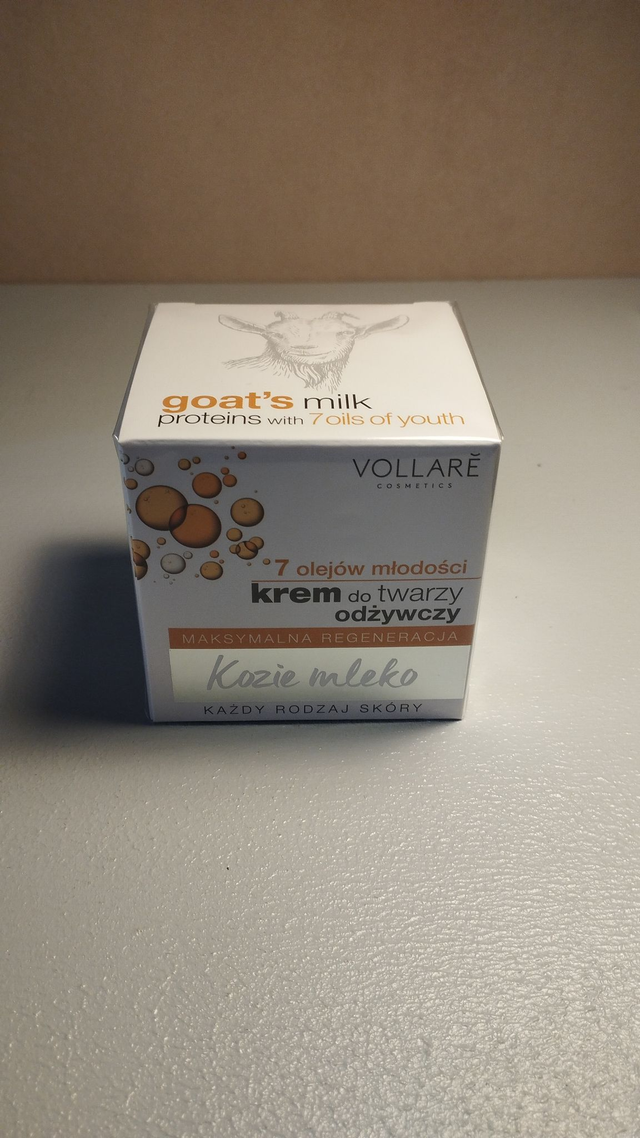 goat's milk
proteins with 7 oils of youth
VOLLARĔ
COSMETICS
7 olejów młodości
krem do twarzy
odżywczy
MAKSYMALNA REGENERACJA
Kozie mleko
KAŻDY RODZAJ SKÓRY